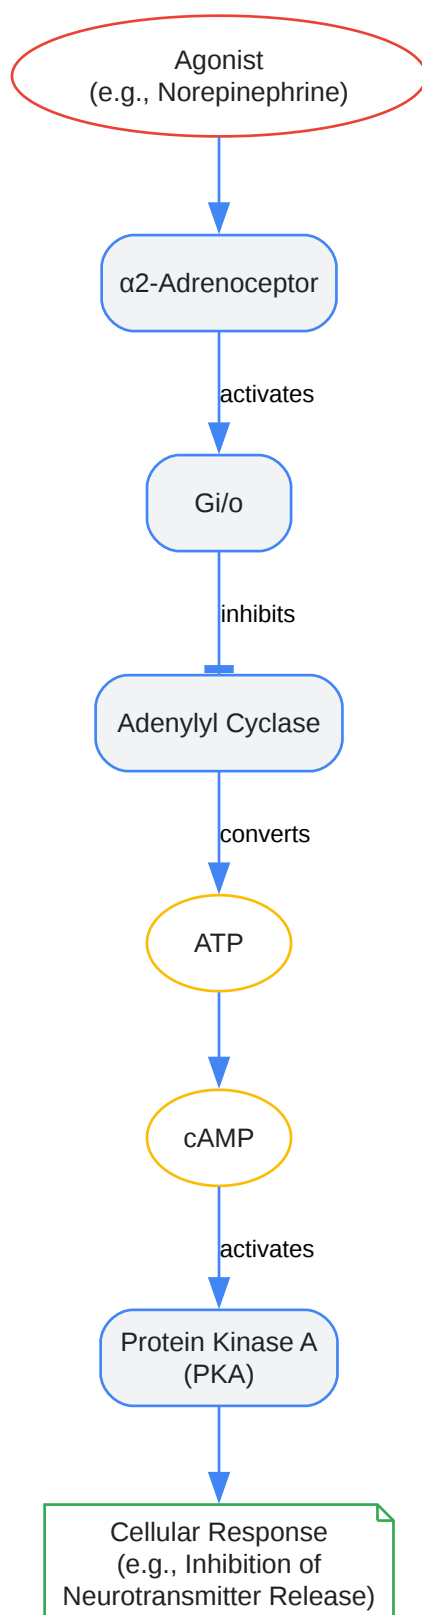 Agonist
(e.g., Norepinephrine)
α2-Adrenoceptor
activates
Gi/o
inhibits
Adenylyl Cyclase
converts
ATP
cAMP
activates
Protein Kinase A
(PKA)
Cellular Response
(e.g., Inhibition of
Neurotransmitter Release)